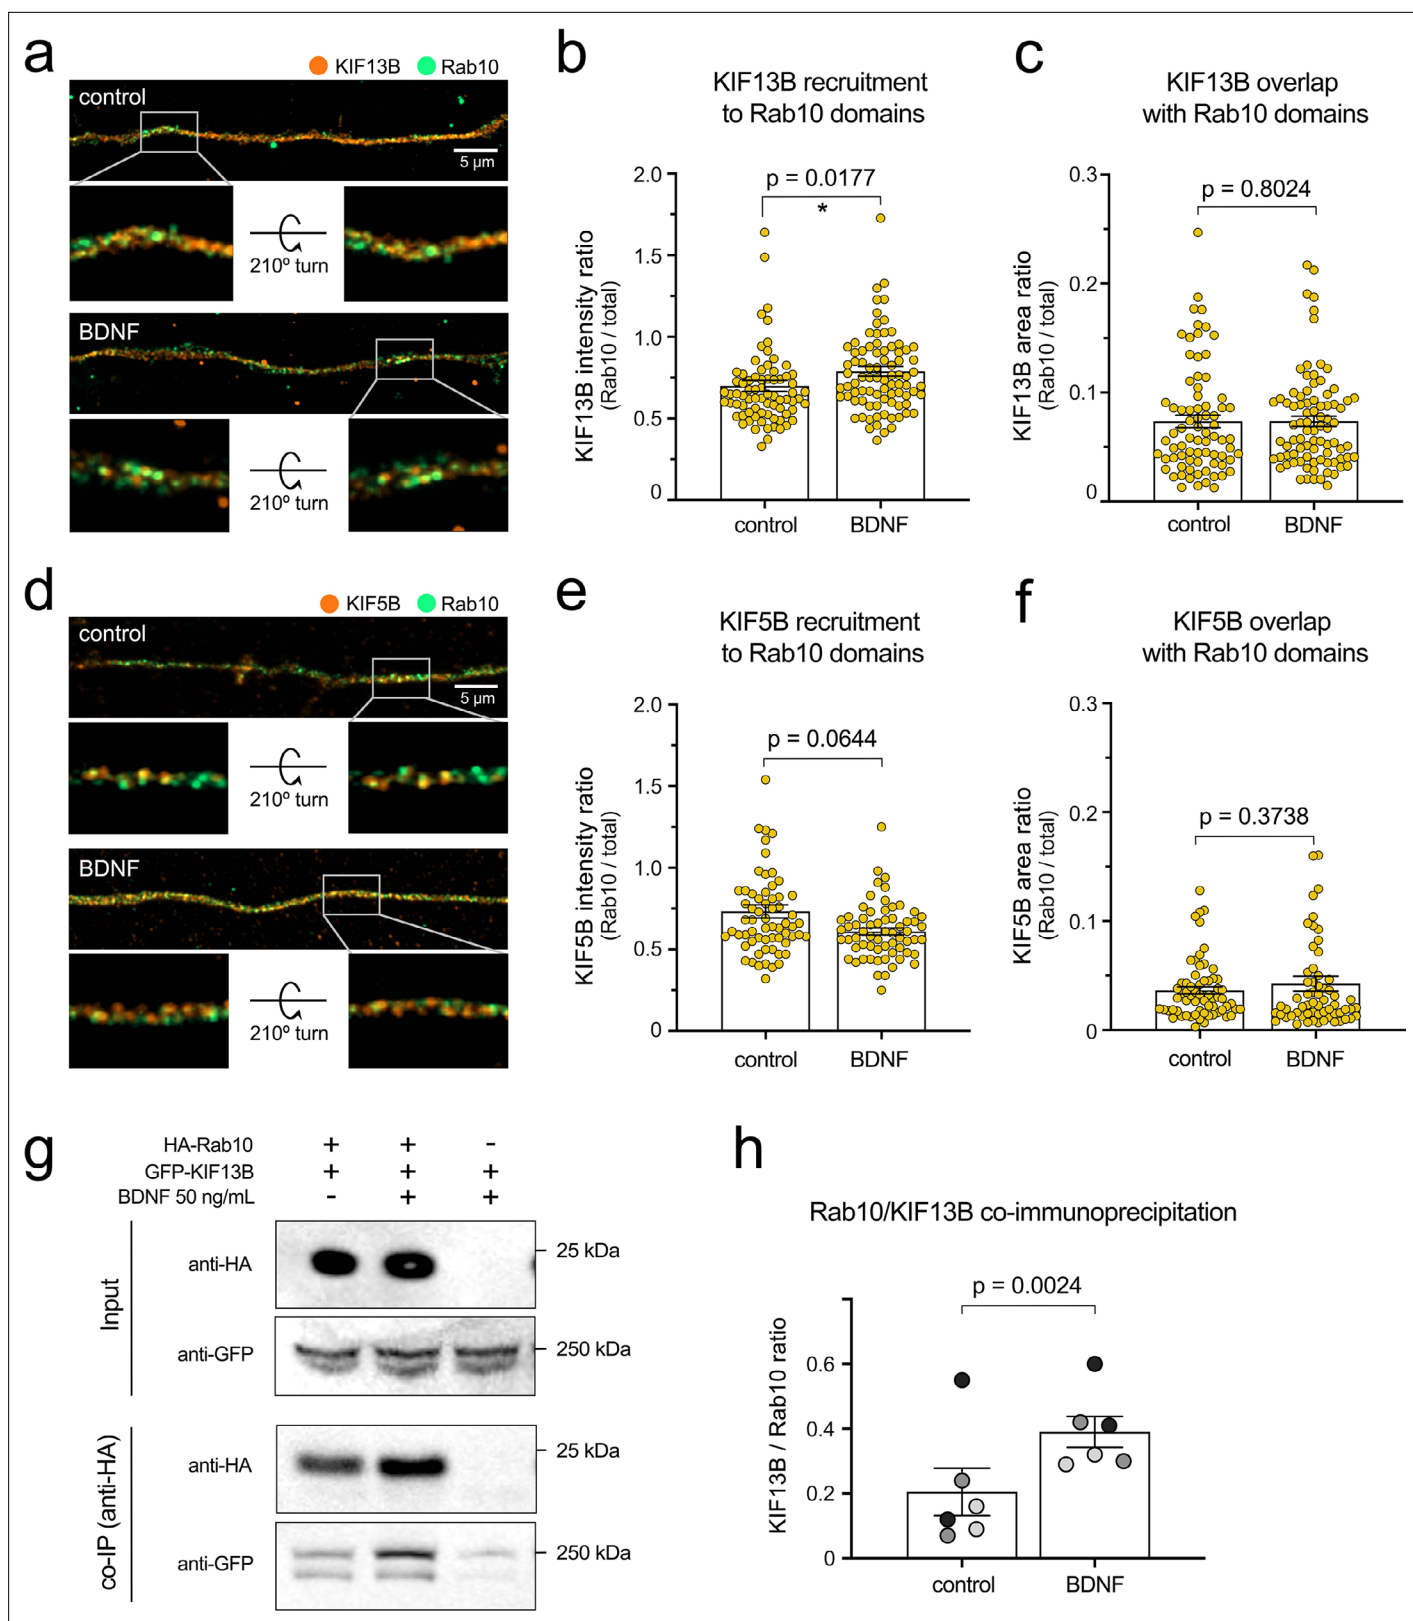 a
KIF13B Rab10
control
5 µm
210º turn
BDNF
210º turn
b
KIF13B recruitment
to Rab10 domains
KIF13B intensity ratio
(Rab10 / total)
2.0
1.5
1.0
0.5
0
p = 0.0177
*
control BDNF
c
KIF13B overlap
with Rab10 domains
KIF13B area ratio
(Rab10 / total)
0.3
0.2
0.1
0
p = 0.8024
control BDNF
d
KIF5B Rab10
control
5 µm
210º turn
BDNF
210º turn
e
KIF5B recruitment
to Rab10 domains
KIF5B intensity ratio
(Rab10 / total)
2.0
1.5
1.0
0.5
0
p = 0.0644
control BDNF
f
KIF5B overlap
with Rab10 domains
KIF5B area ratio
(Rab10 / total)
0.3
0.2
0.1
0
p = 0.3738
control BDNF
g
HA-Rab10 + + -
GFP-KIF13B + + +
BDNF 50 ng/mL - + +
Input
anti-HA 25 kDa
anti-GFP 250 kDa
co-IP (anti-HA)
anti-HA 25 kDa
anti-GFP 250 kDa
h
Rab10/KIF13B co-immunoprecipitation
KIF13B / Rab10 ratio
0.6
0.4
0.2
0
p = 0.0024
control BDNF